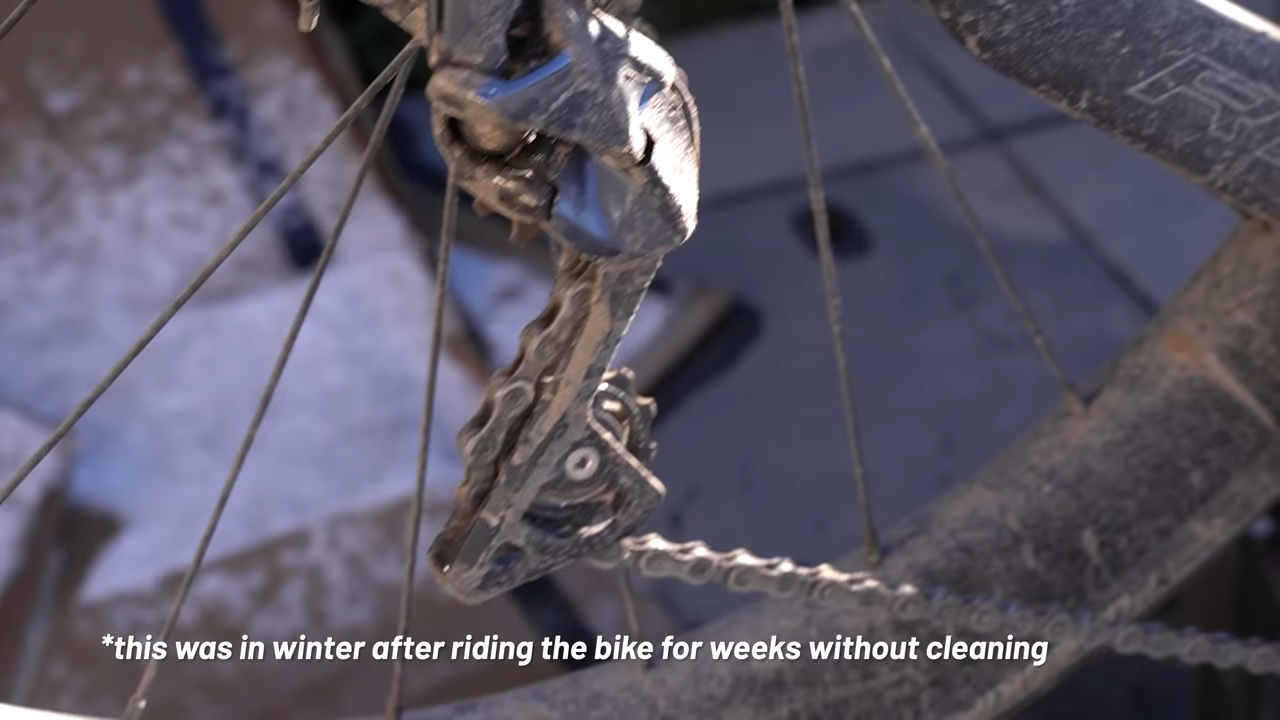 *this was in winter after riding the bike for weeks without cleaning